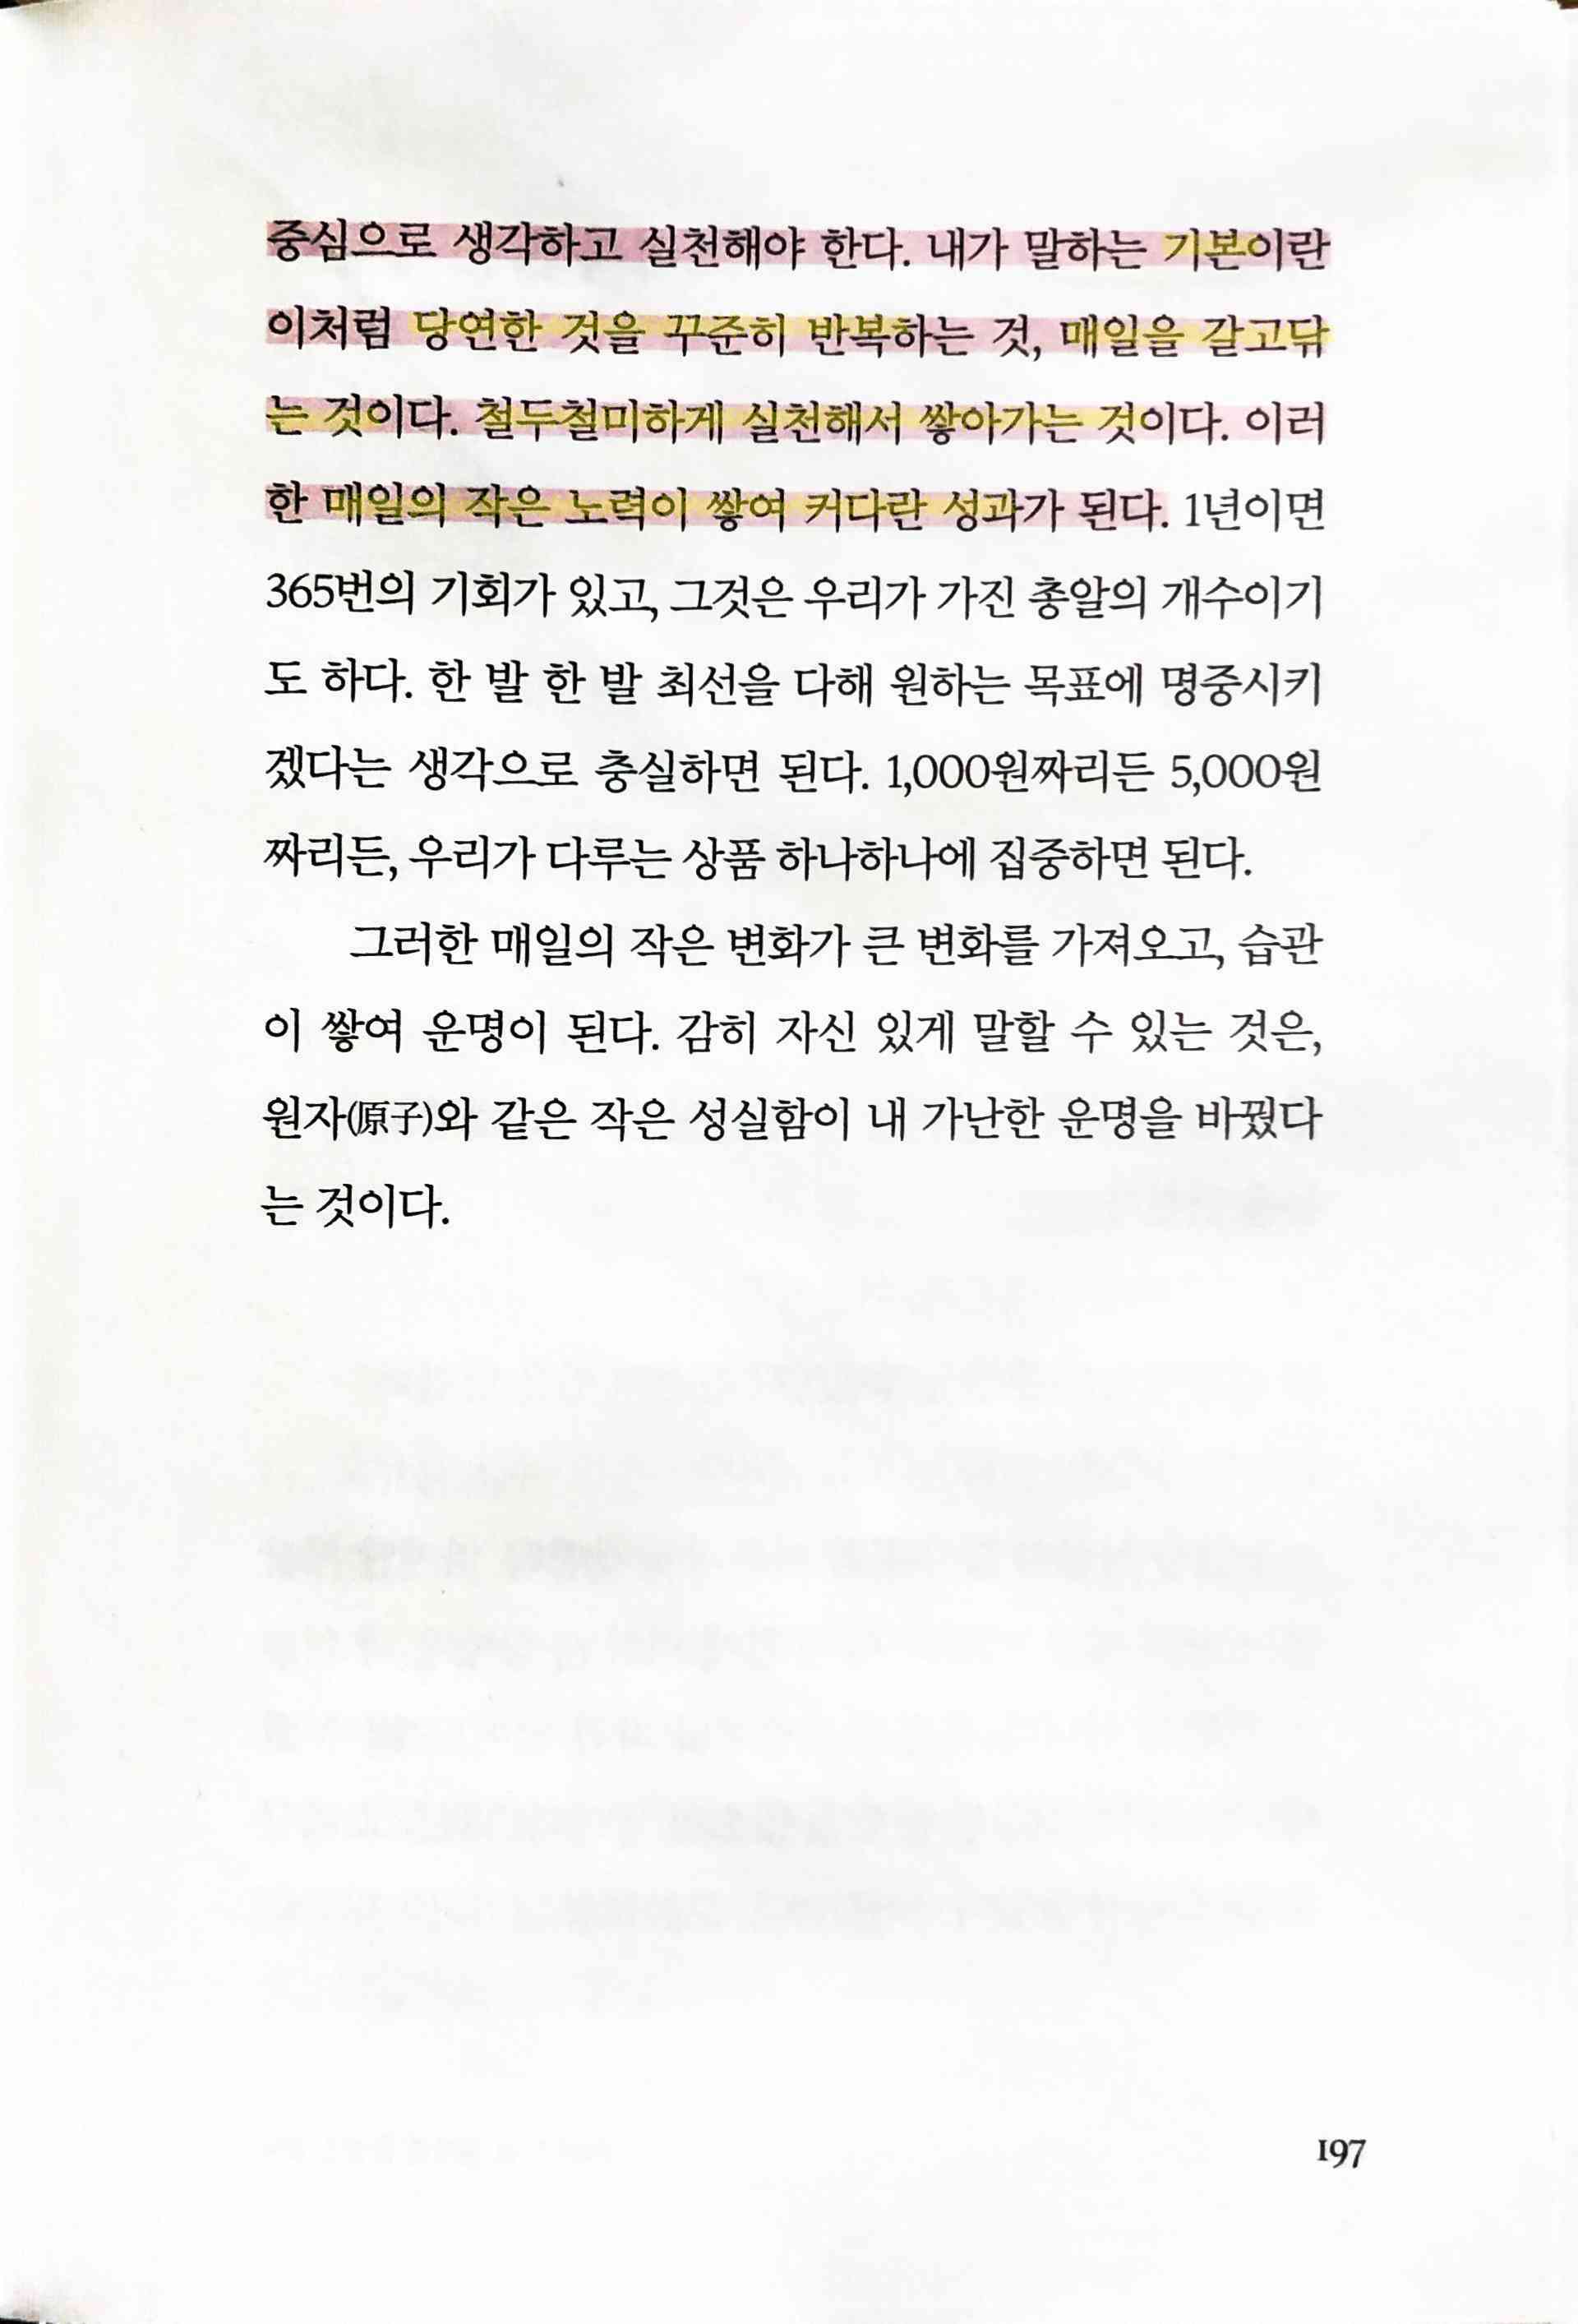 중심으로 생각하고 실천해야 한다. 내가 말하는 기본이란
이처럼 당연한 것을 꾸준히 반복하는 것, 매일을 갈고닦
는 것이다. 철두철미하게 실천해서 쌓아가는 것이다. 이러
한 매일의 작은 노력이 쌓여 커다란 성과가 된다. 1년이면
365번의 기회가 있고, 그것은 우리가 가진 총알의 개수이기
도 하다. 한 발 한 발 최선을 다해 원하는 목표에 명중시키
겠다는 생각으로 충실하면 된다. 1,000원짜리든 5,000원
짜리든, 우리가 다루는 상품 하나하나에 집중하면 된다.
그러한 매일의 작은 변화가 큰 변화를 가져오고, 습관
이 쌓여 운명이 된다. 감히 자신 있게 말할 수 있는 것은,
원자(原子)와 같은 작은 성실함이 내 가난한 운명을 바꿨다
는 것이다.
197